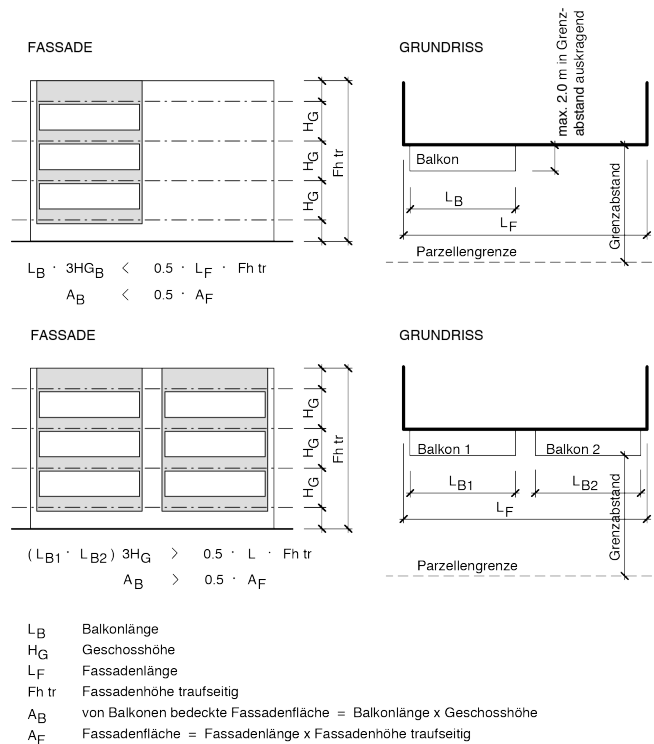 FASSADE
GRUNDRISS
max. 2.0 m in Grenz-
abstand auskragend
HG
HG
HG
Fh tr
Balkon
LB
LF
Grenzabstand
Parzellengrenze
LB · 3HGB < 0.5 · LF · Fh tr
AB < 0.5 · AF
FASSADE
GRUNDRISS
HG
HG
HG
Fh tr
Balkon 1
Balkon 2
LB1
LB2
LF
Grenzabstand
Parzellengrenze
(LB1 · LB2) 3HG > 0.5 · L · Fh tr
AB > 0.5 · AF
LB Balkonlänge
HG Geschosshöhe
LF Fassadenlänge
Fh tr Fassadenhöhe traufseitig
AB von Balkonen bedeckte Fassadenfläche = Balkonlänge x Geschosshöhe
AF Fassadenfläche = Fassadenlänge x Fassadenhöhe traufseitig